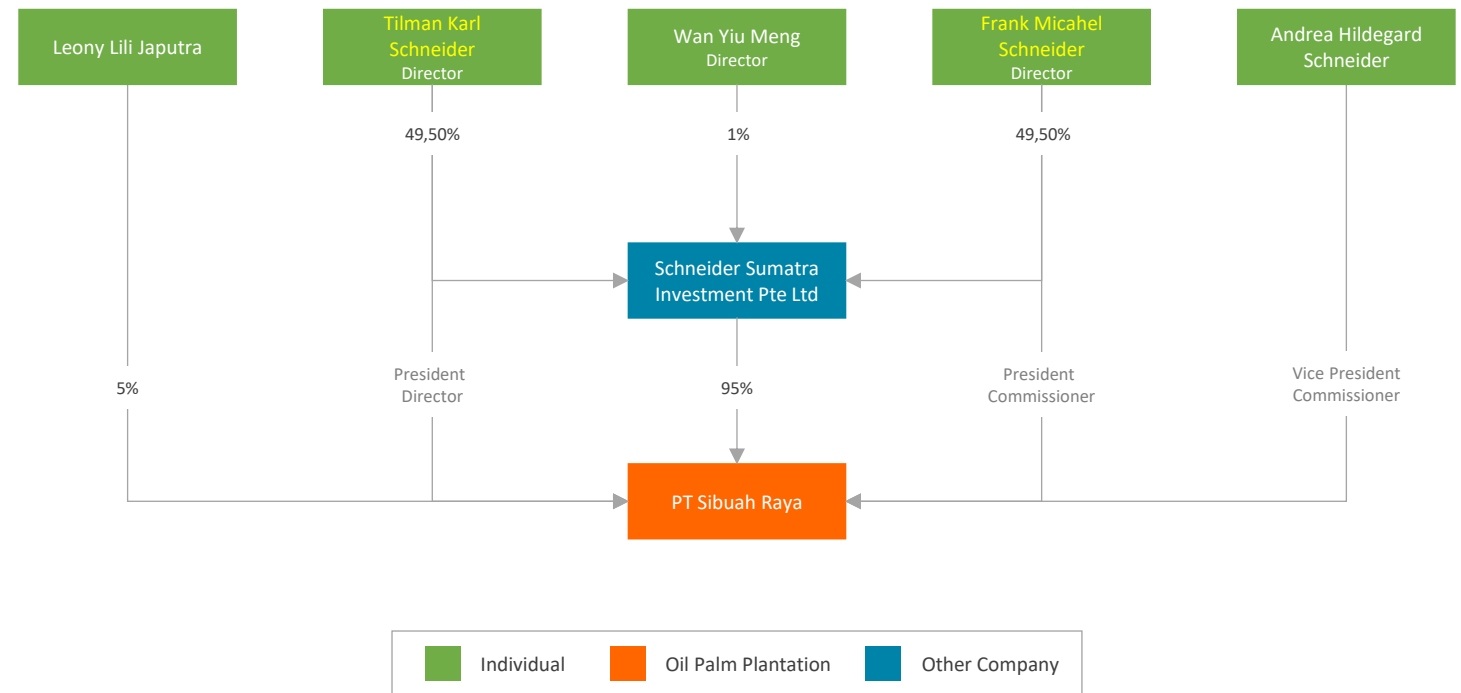 Leony Lili Japutra
Tilman Karl
Schneider
Director
Wan Yiu Meng
Director
Frank Micahel
Schneider
Director
Andrea Hildegard
Schneider
49,50%
1%
49,50%
Schneider Sumatra
Investment Pte Ltd
5%
President
Director
95%
President
Commissioner
Vice President
Commissioner
PT Sibuah Raya
Individual
Oil Palm Plantation
Other Company